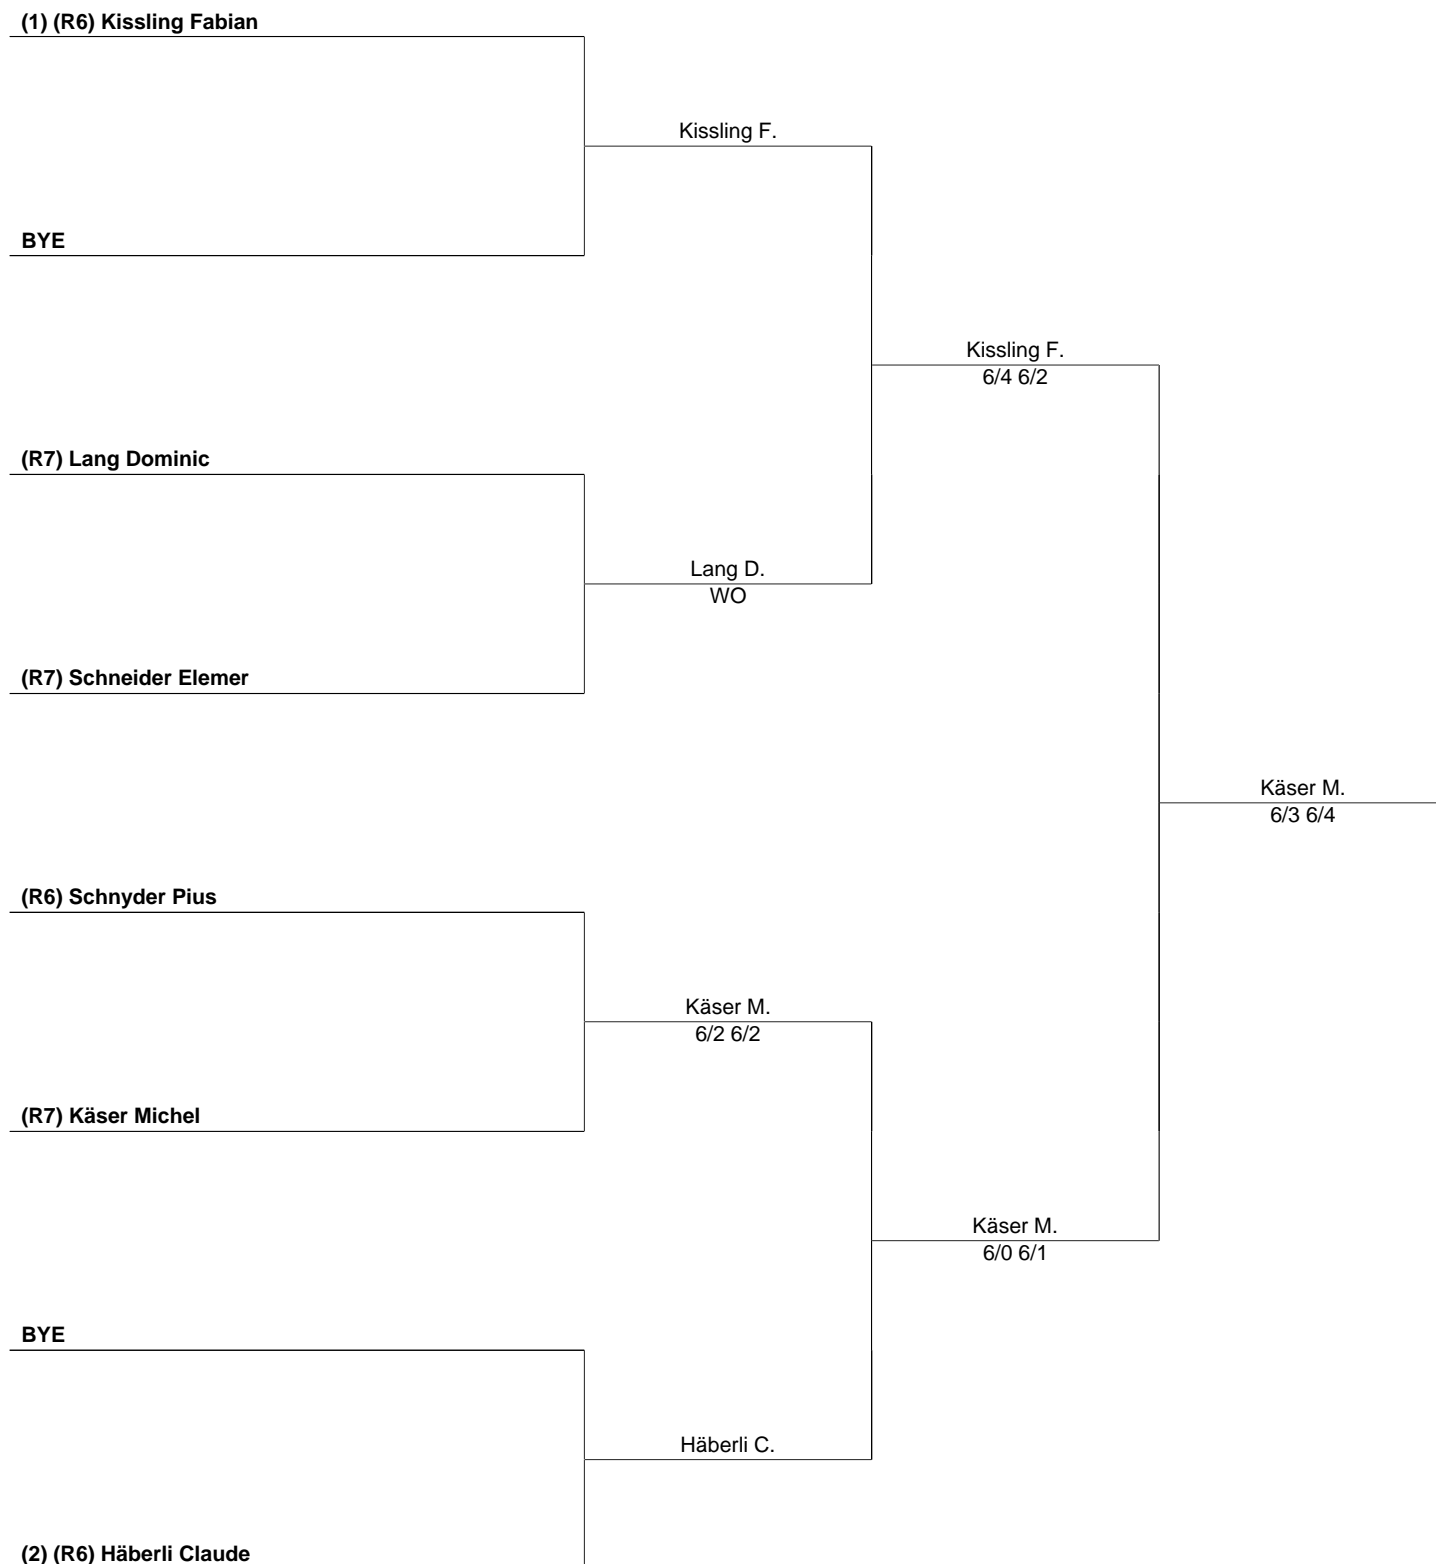 (1) (R6) Kissling Fabian
Kissling F.
BYE
Kissling F.
6/4 6/2
(R7) Lang Dominic
Lang D.
WO
(R7) Schneider Elemer
Käser M.
6/3 6/4
(R6) Schnyder Pius
Käser M.
6/2 6/2
(R7) Käser Michel
Käser M.
6/0 6/1
BYE
Häberli C.
(2) (R6) Häberli Claude